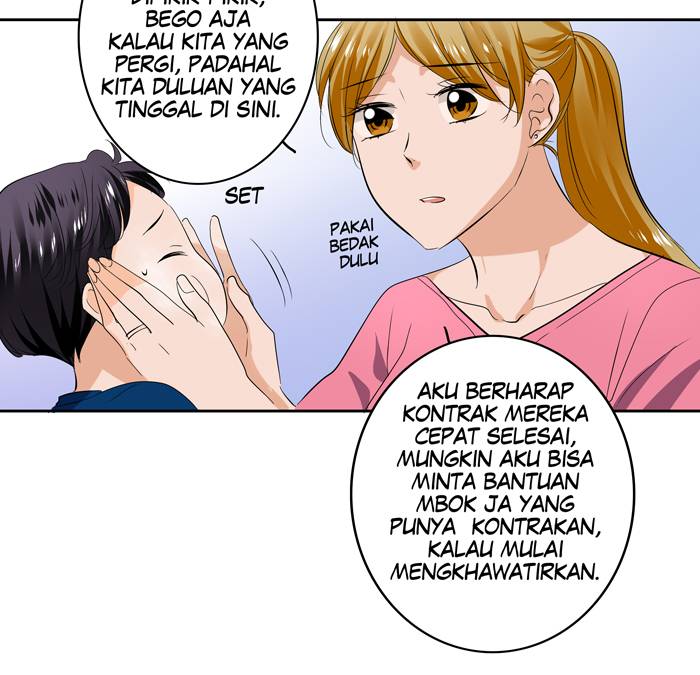 BEGO AJA
KALAU KITA YANG
PERGI, PADAHAL
KITA DULUAN YANG
TINGGAL DI SINI.
SET
PAKAI
BEDAK
DULU
AKU BERHARAP
KONTRAK MEREKA
CEPAT SELESAI,
MUNGKIN AKU BISA
MINTA BANTUAN
MBOK JA YANG
PUNYA KONTRAKAN,
KALAU MULAI
MENGKHAWATIRKAN.